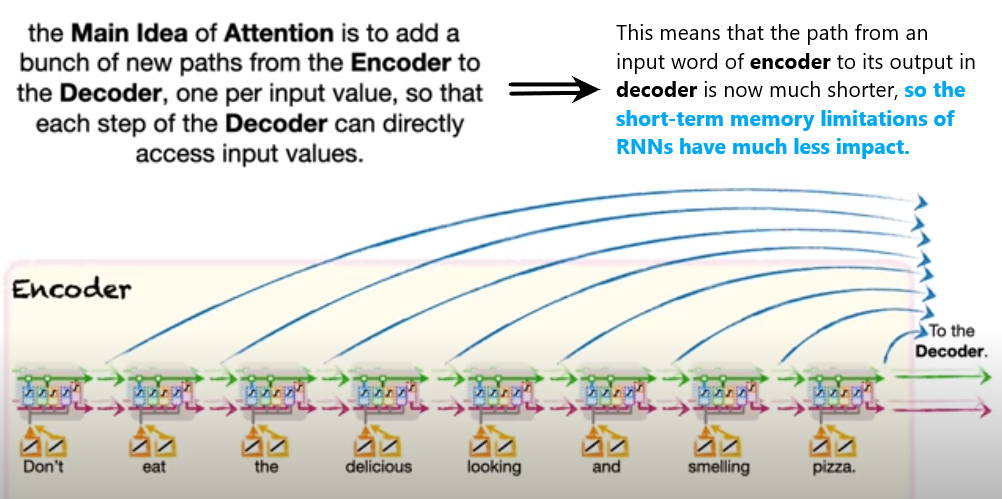 the Main Idea of Attention is to add a
bunch of new paths from the Encoder to
the Decoder, one per input value, so that
each step of the Decoder can directly
access input values.
This means that the path from an
input word of encoder to its output in
decoder is now much shorter, so the
short-term memory limitations of
RNNs have much less impact.
Encoder
To the
Decoder.
Don't eat the delicious looking and smelling pizza.